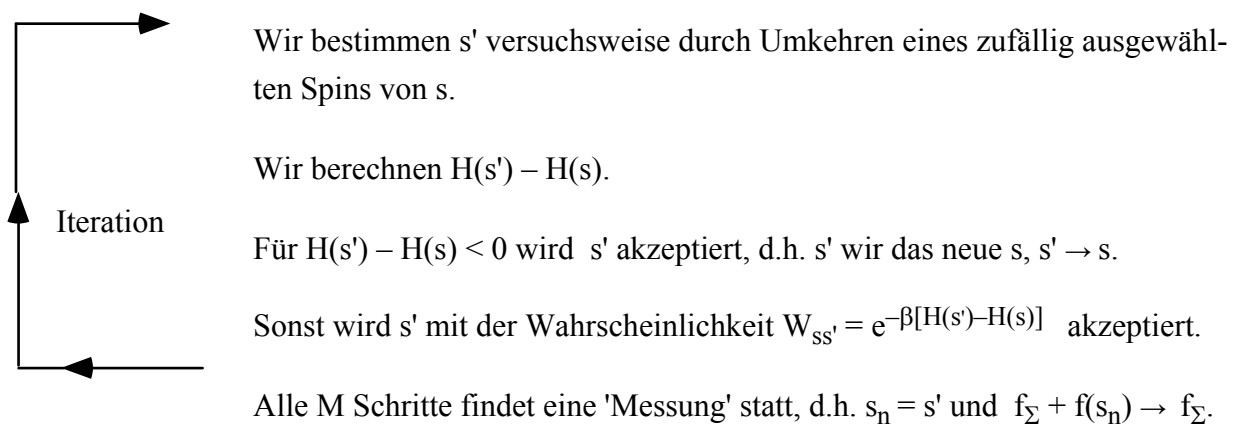 Wir bestimmen s' versuchsweise durch Umkehren eines zufällig ausgewähl-
ten Spins von s.
Wir berechnen H(s') – H(s).
Iteration
Für H(s') – H(s) < 0 wird s' akzeptiert, d.h. s' wir das neue s, s' → s.
Sonst wird s' mit der Wahrscheinlichkeit W_ss' = e^–β[H(s')–H(s)] akzeptiert.
Alle M Schritte findet eine 'Messung' statt, d.h. s_n = s' und f_Σ + f(s_n) → f_Σ.